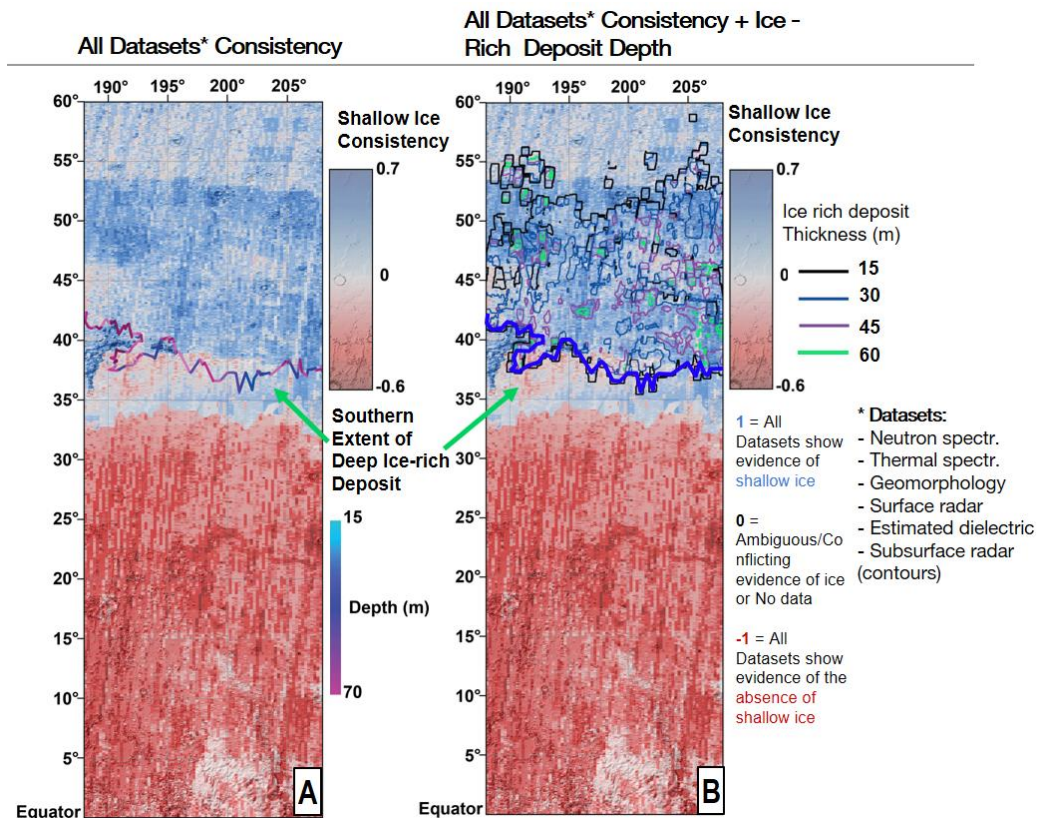 All Datasets* Consistency
All Datasets* Consistency + Ice -
Rich Deposit Depth
190° 195° 200° 205°
60°
55°
50°
45°
40°
35°
30°
25°
20°
15°
10°
5°
Equator
A
Shallow Ice
Consistency
0.7
0
-0.6
Southern
Extent of
Deep Ice-rich
Deposit
15
Depth (m)
70
190° 195° 200° 205°
60°
55°
50°
45°
40°
35°
30°
25°
20°
15°
10°
5°
Equator
B
Shallow Ice
Consistency
0.7
0
-0.6
Ice rich deposit
Thickness (m)
15
30
45
60
1 = All
Datasets show
evidence of
shallow ice
0 =
Ambiguous/Co
nflicting
evidence of ice
or No data
-1 = All
Datasets show
evidence of the
absence of
shallow ice
* Datasets:
- Neutron spectr.
- Thermal spectr.
- Geomorphology
- Surface radar
- Estimated dielectric
- Subsurface radar
(contours)